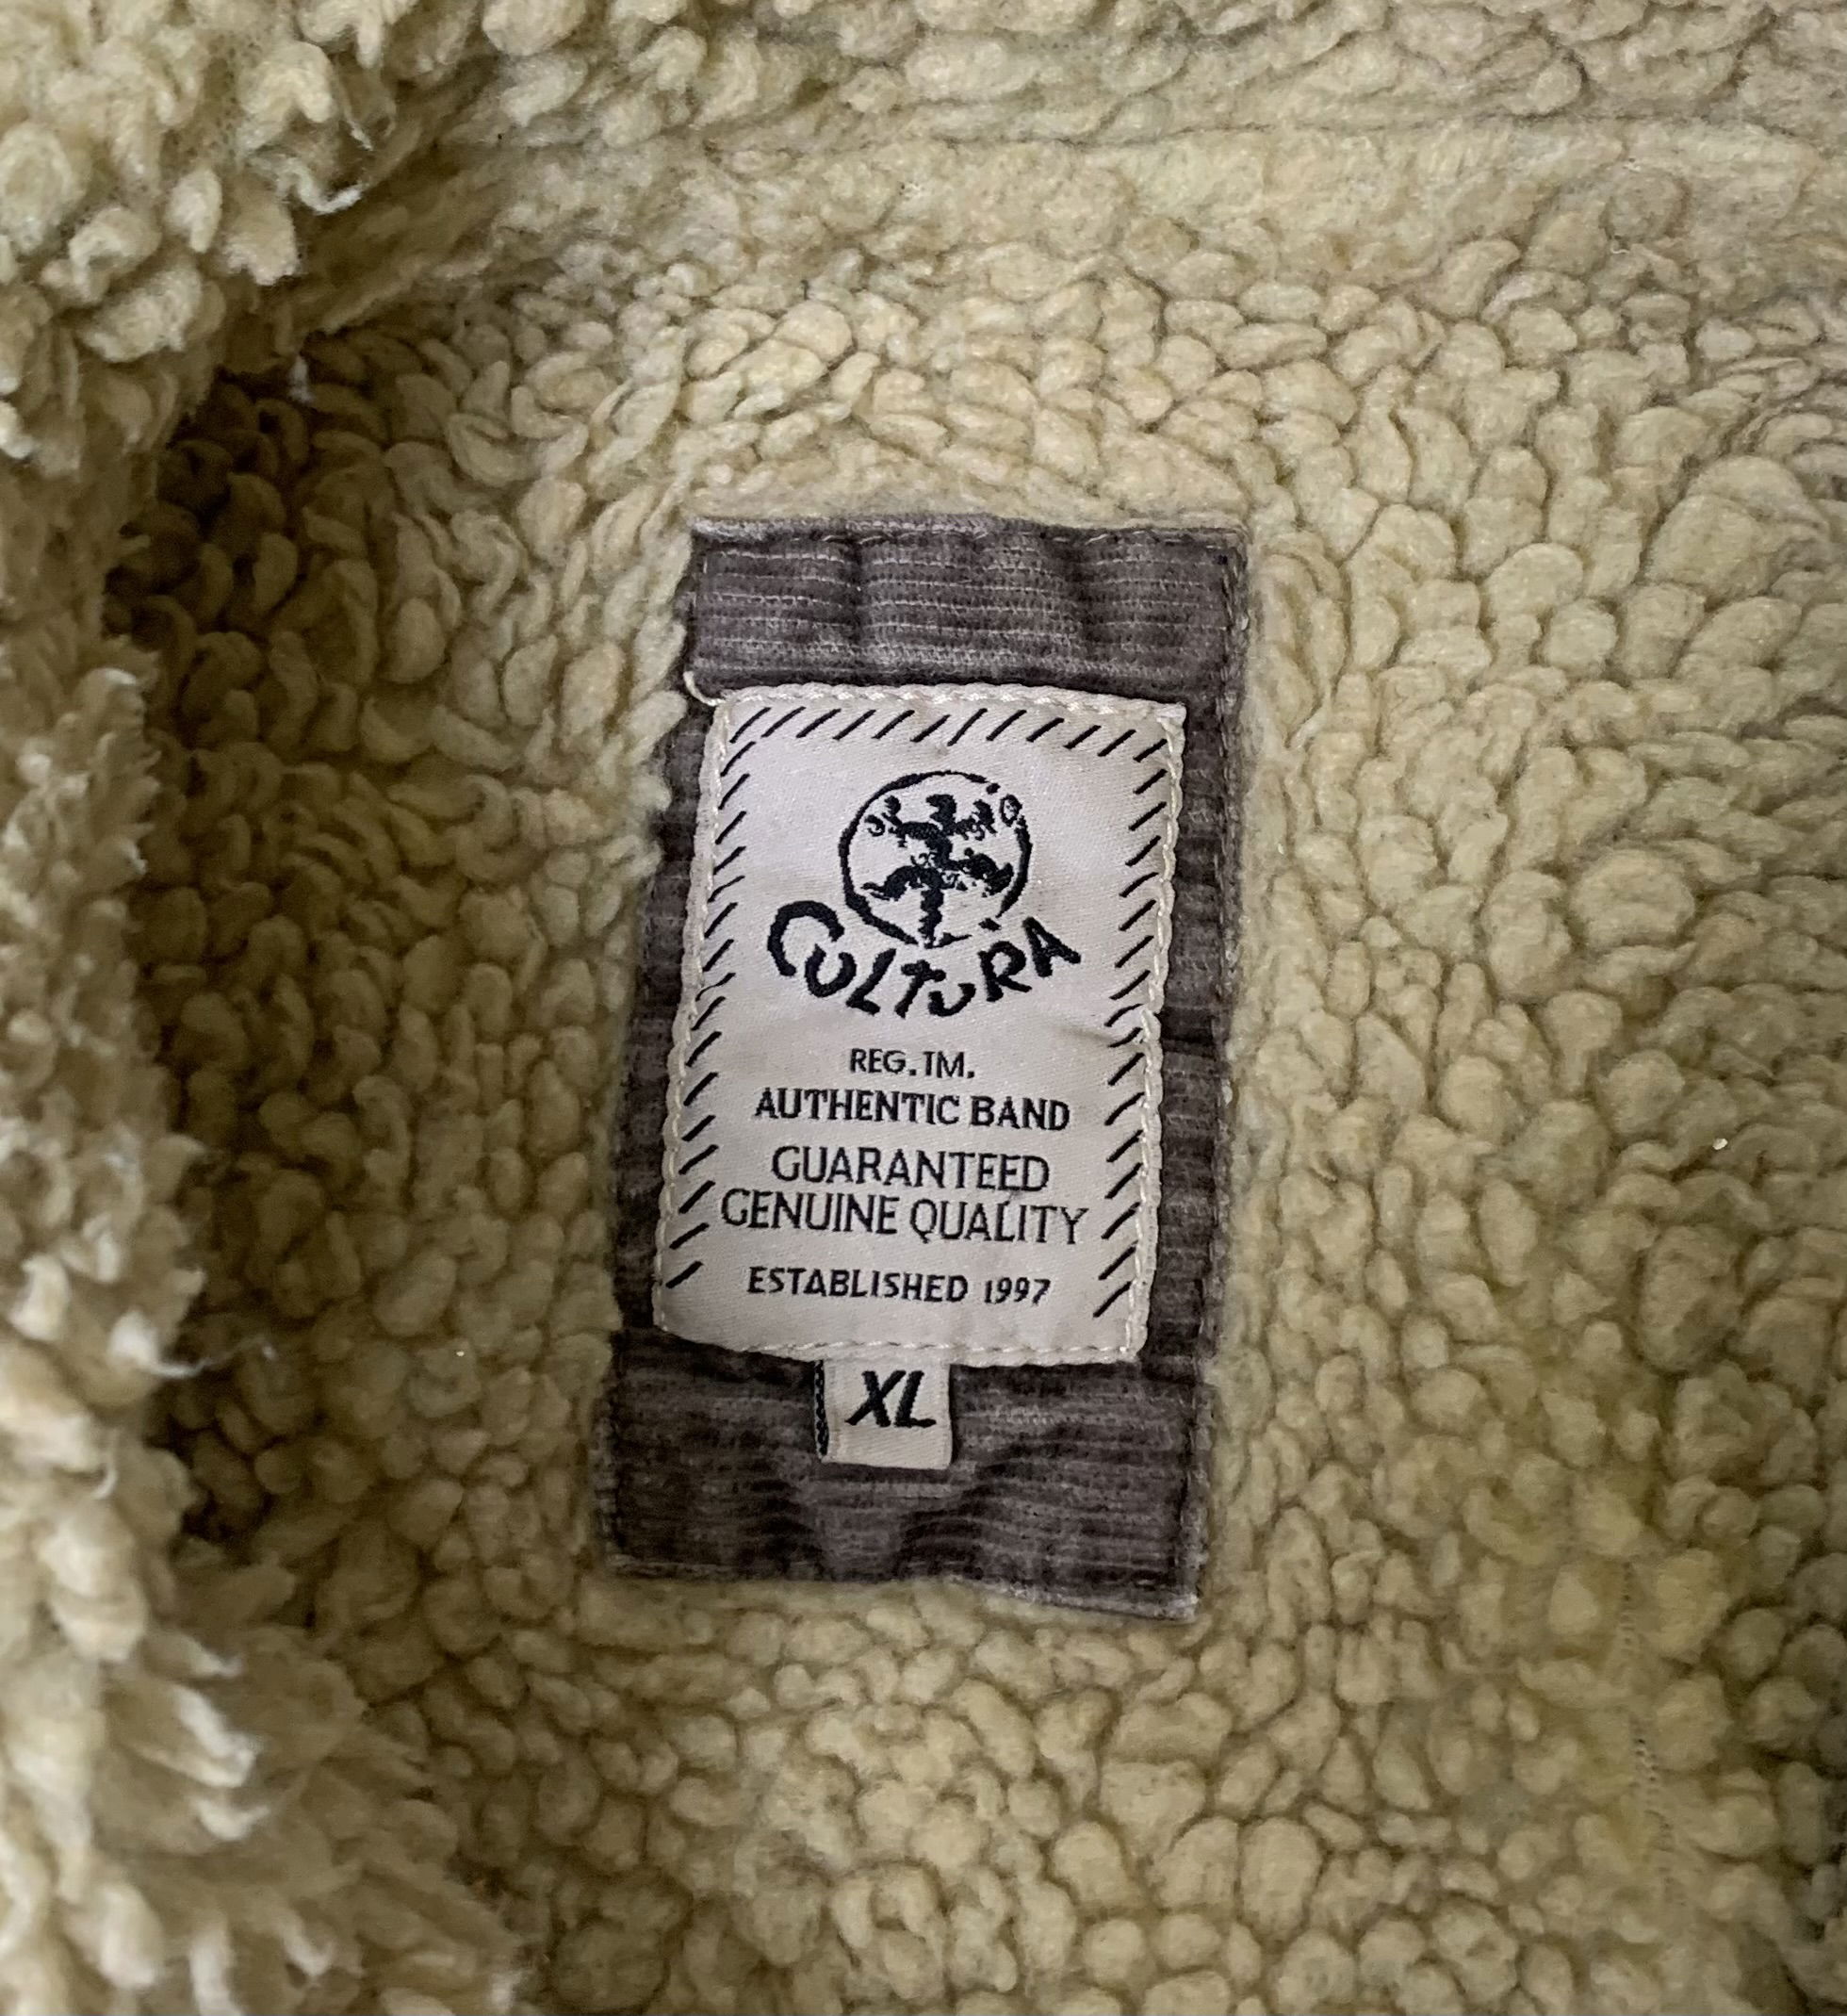 CULTURA
REG. TM.
AUTHENTIC BAND
GUARANTEED
GENUINE QUALITY
ESTABLISHED 1997
XL